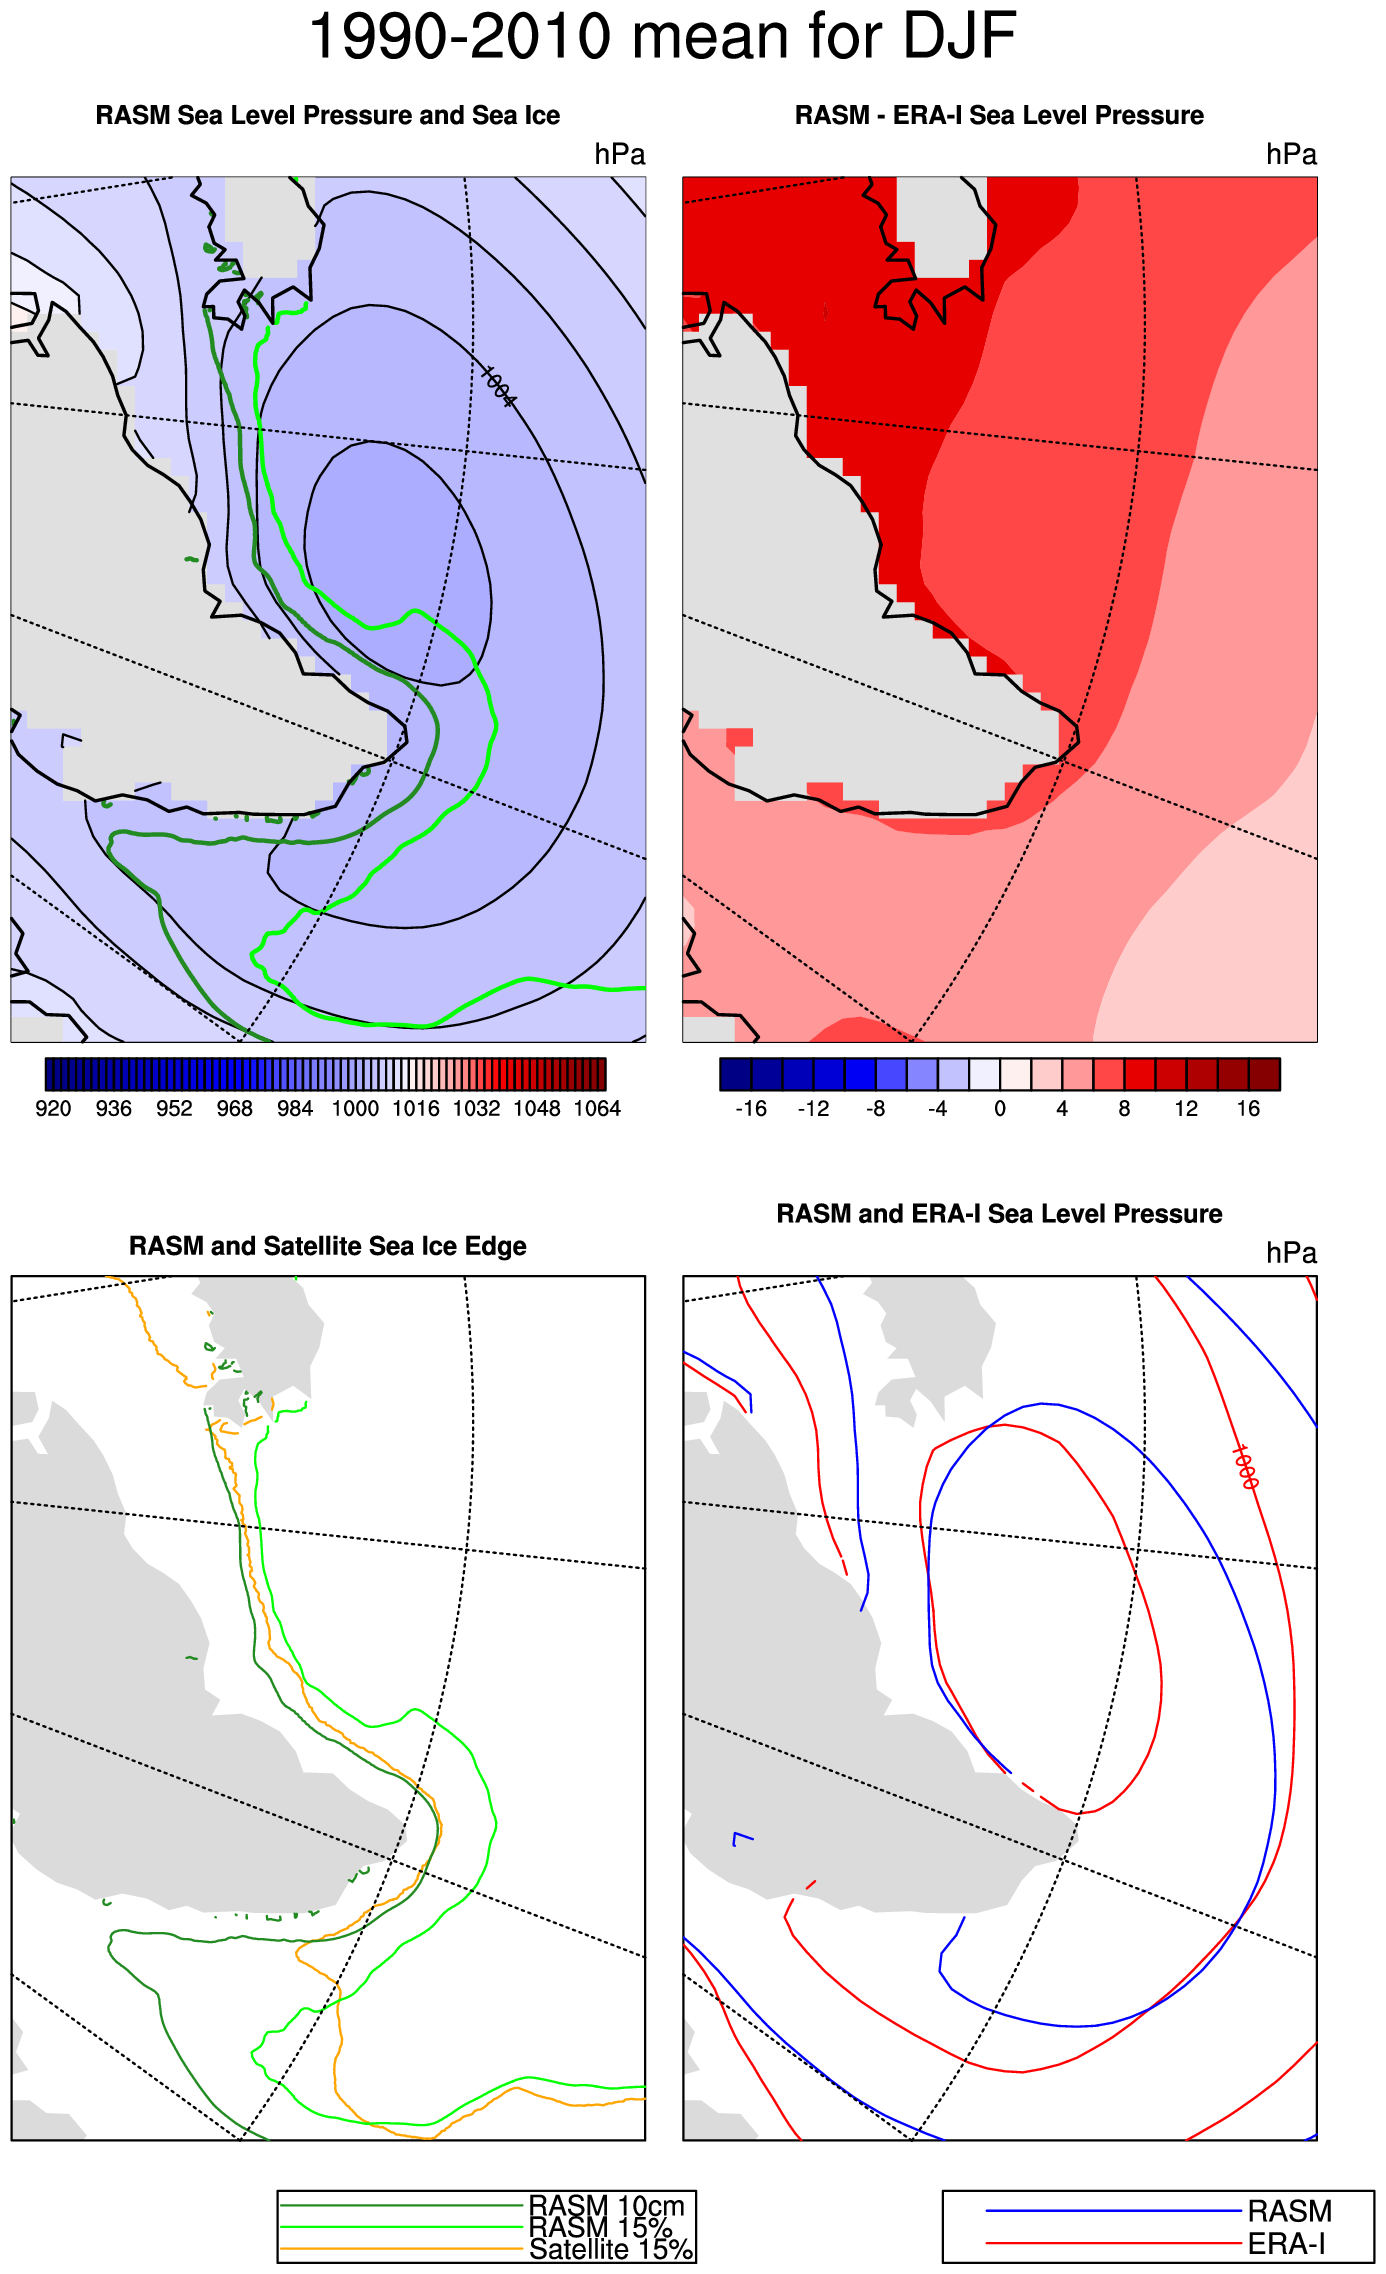 1990-2010 mean for DJF
RASM Sea Level Pressure and Sea Ice
hPa
1004
920 936 952 968 984 1000 1016 1032 1048 1064
RASM - ERA-I Sea Level Pressure
hPa
-16 -12 -8 -4 0 4 8 12 16
RASM and Satellite Sea Ice Edge
RASM 10cm
RASM 15%
Satellite 15%
RASM and ERA-I Sea Level Pressure
hPa
1000
RASM
ERA-I